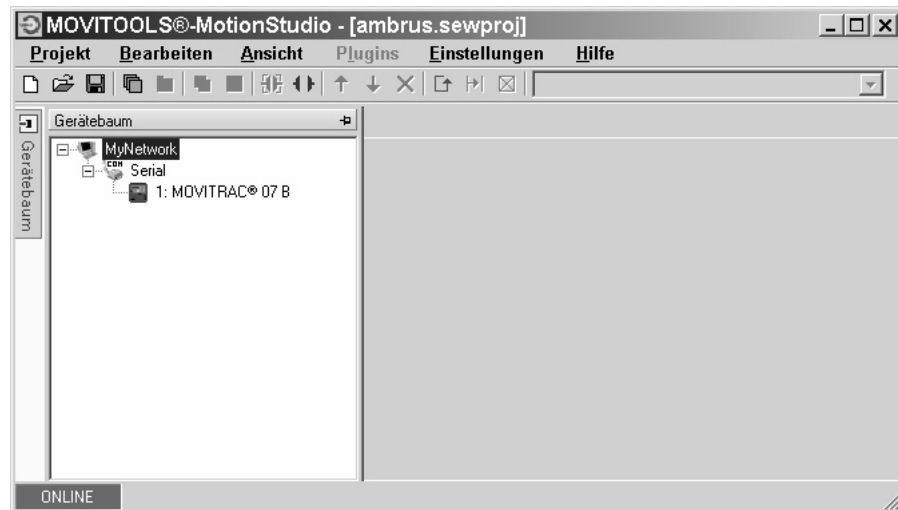 MOVITOOLS®-MotionStudio - [ambrus.sewproj]
Projekt Bearbeiten Ansicht Plugins Einstellungen Hilfe
Gerätebaum
Gerätebaum
MyNetwork
COM
Serial
1: MOVITRAC® 07 B
ONLINE